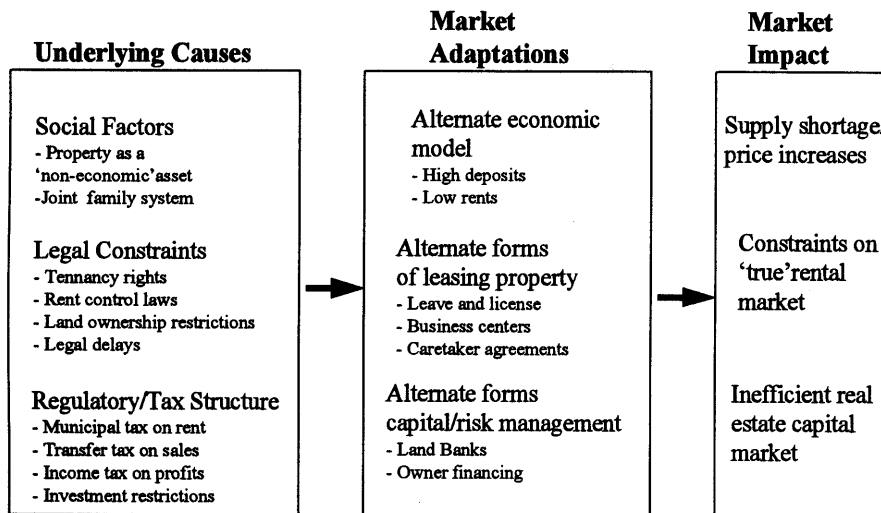 Underlying Causes
Social Factors
- Property as a
'non-economic'asset
-Joint family system
Legal Constraints
- Tennancy rights
- Rent control laws
- Land ownership restrictions
- Legal delays
Regulatory/Tax Structure
- Municipal tax on rent
- Transfer tax on sales
- Income tax on profits
- Investment restrictions
Market
Adaptations
Alternate economic
model
- High deposits
- Low rents
Alternate forms
of leasing property
- Leave and license
- Business centers
- Caretaker agreements
Alternate forms
capital/risk management
- Land Banks
- Owner financing
Market
Impact
Supply shortage/
price increases
Constraints on
'true'rental
market
Inefficient real
estate capital
market